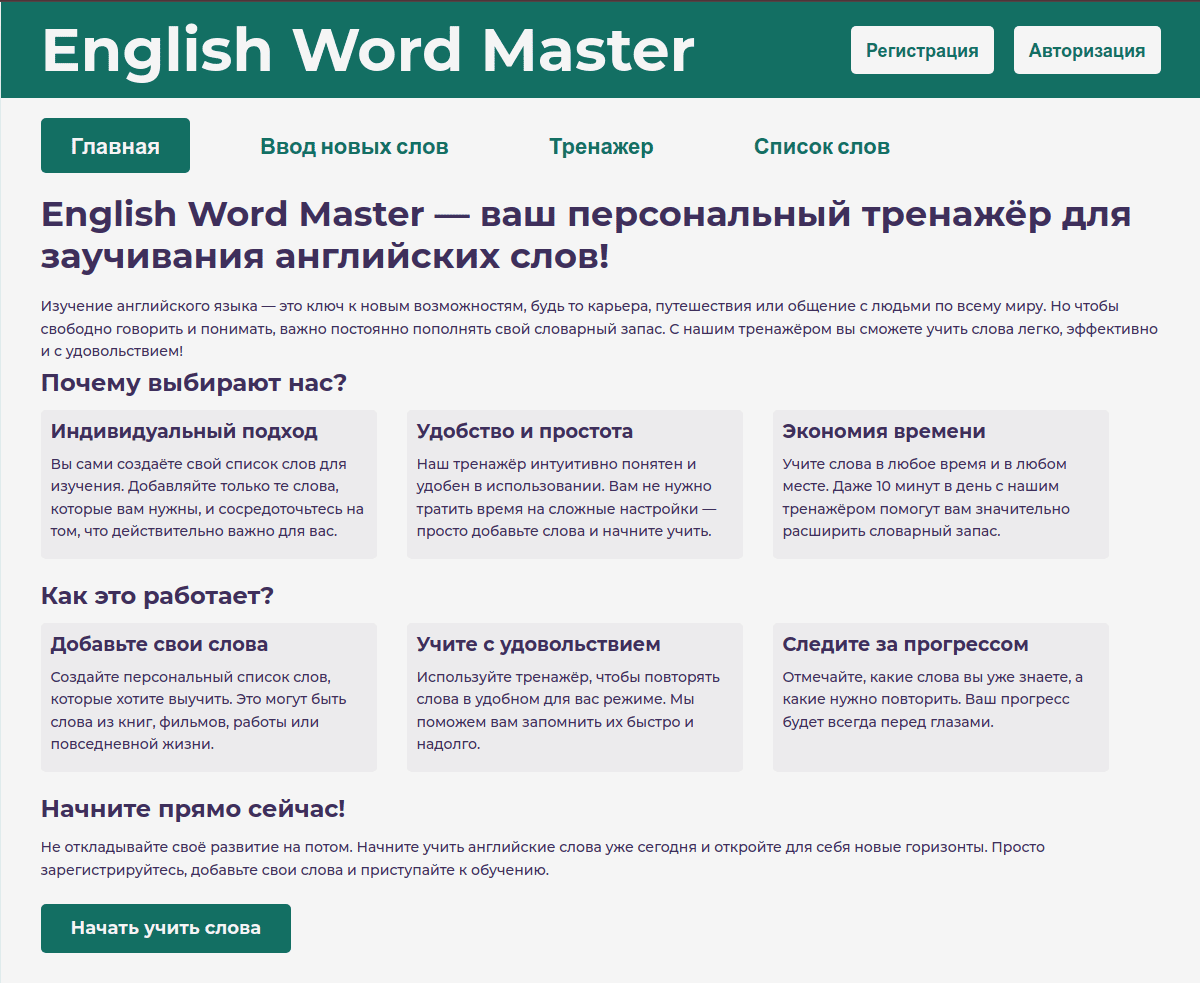 English Word Master
Регистрация
Авторизация
Главная
Ввод новых слов
Тренажер
Список слов
English Word Master — ваш персональный тренажёр для
заучивания английских слов!
Изучение английского языка — это ключ к новым возможностям, будь то карьера, путешествия или общение с людьми по всему миру. Но чтобы
свободно говорить и понимать, важно постоянно пополнять свой словарный запас. С нашим тренажёром вы сможете учить слова легко, эффективно
и с удовольствием!
Почему выбирают нас?
Индивидуальный подход
Вы сами создаёте свой список слов для
изучения. Добавляйте только те слова,
которые вам нужны, и сосредоточьтесь на
том, что действительно важно для вас.
Удобство и простота
Наш тренажёр интуитивно понятен и
удобен в использовании. Вам не нужно
тратить время на сложные настройки —
просто добавьте слова и начните учить.
Экономия времени
Учите слова в любое время и в любом
месте. Даже 10 минут в день с нашим
тренажёром помогут вам значительно
расширить словарный запас.
Как это работает?
Добавьте свои слова
Создайте персональный список слов,
которые хотите выучить. Это могут быть
слова из книг, фильмов, работы или
повседневной жизни.
Учите с удовольствием
Используйте тренажёр, чтобы повторять
слова в удобном для вас режиме. Мы
поможем вам запомнить их быстро и
надолго.
Следите за прогрессом
Отмечайте, какие слова вы уже знаете, а
какие нужно повторить. Ваш прогресс
будет всегда перед глазами.
Начните прямо сейчас!
Не откладывайте своё развитие на потом. Начните учить английские слова уже сегодня и откройте для себя новые горизонты. Просто
зарегистрируйтесь, добавьте свои слова и приступайте к обучению.
Начать учить слова